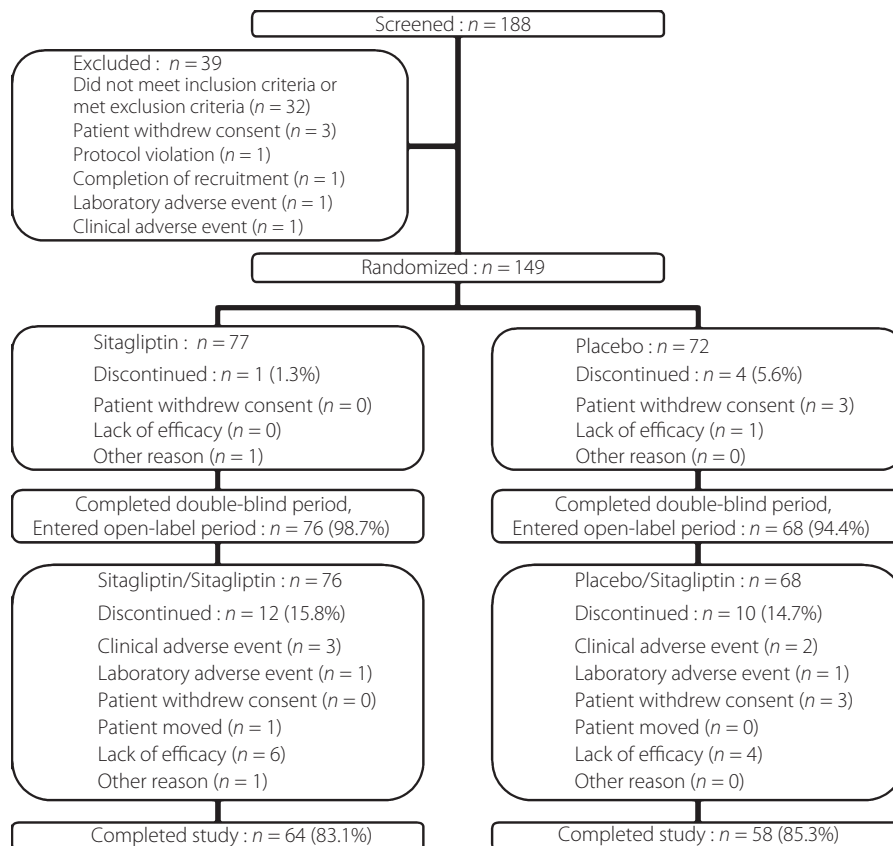 Screened : n = 188
Excluded : n = 39
Did not meet inclusion criteria or
met exclusion criteria (n = 32)
Patient withdrew consent (n = 3)
Protocol violation (n = 1)
Completion of recruitment (n = 1)
Laboratory adverse event (n = 1)
Clinical adverse event (n = 1)
Randomized : n = 149
Sitagliptin : n = 77
Discontinued : n = 1 (1.3%)
Patient withdrew consent (n = 0)
Lack of efficacy (n = 0)
Other reason (n = 1)
Placebo : n = 72
Discontinued : n = 4 (5.6%)
Patient withdrew consent (n = 3)
Lack of efficacy (n = 1)
Other reason (n = 0)
Completed double-blind period,
Entered open-label period : n = 76 (98.7%)
Completed double-blind period,
Entered open-label period : n = 68 (94.4%)
Sitagliptin/Sitagliptin : n = 76
Discontinued : n = 12 (15.8%)
Clinical adverse event (n = 3)
Laboratory adverse event (n = 1)
Patient withdrew consent (n = 0)
Patient moved (n = 1)
Lack of efficacy (n = 6)
Other reason (n = 1)
Placebo/Sitagliptin : n = 68
Discontinued : n = 10 (14.7%)
Clinical adverse event (n = 2)
Laboratory adverse event (n = 1)
Patient withdrew consent (n = 3)
Patient moved (n = 0)
Lack of efficacy (n = 4)
Other reason (n = 0)
Completed study : n = 64 (83.1%)
Completed study : n = 58 (85.3%)